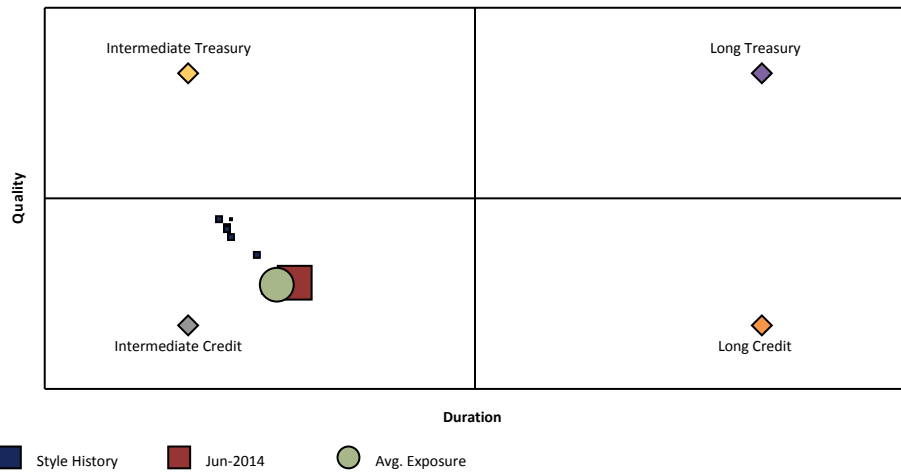 Intermediate Treasury
Long Treasury
Quality
Intermediate Credit
Long Credit
Duration
Style History
Jun-2014
Avg. Exposure